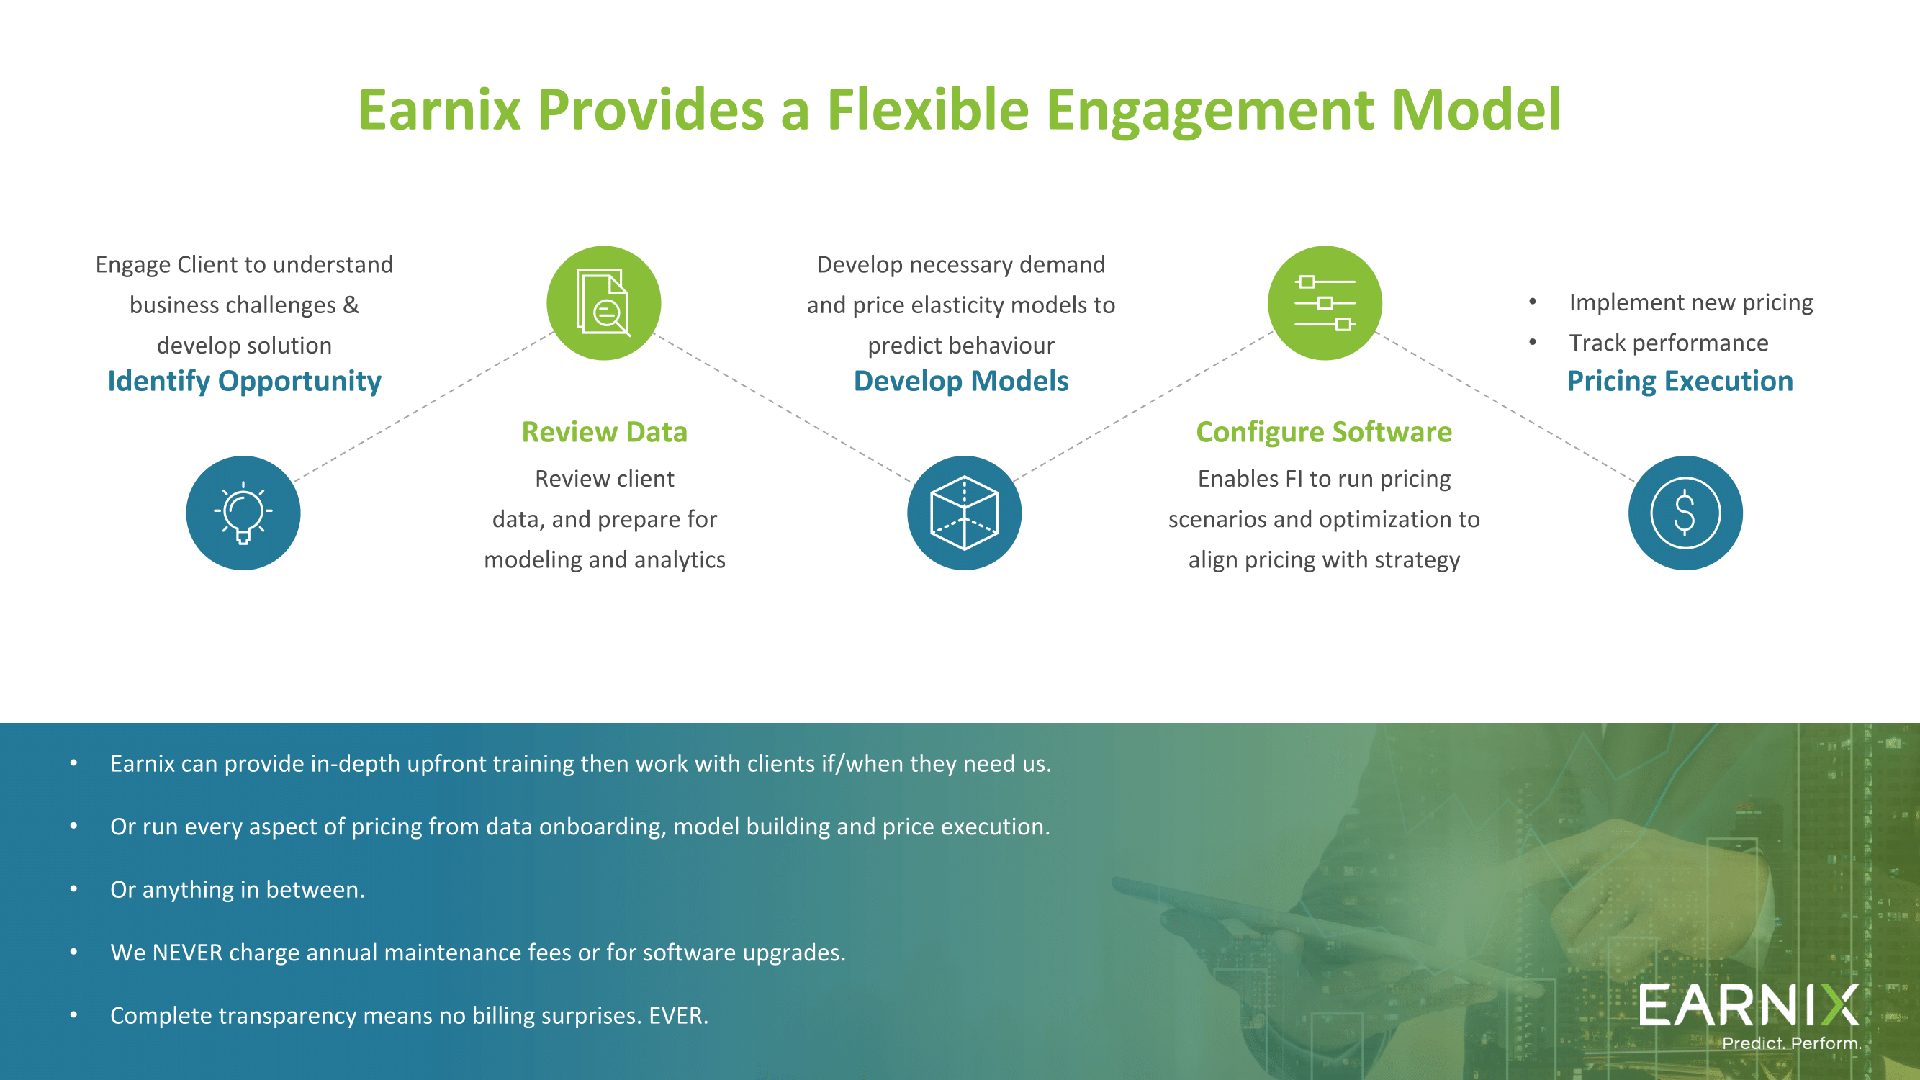 Earnix Provides a Flexible Engagement Model
Engage Client to understand
business challenges &
develop solution
Identify Opportunity
Review Data
Review client
data, and prepare for
modeling and analytics
Develop necessary demand
and price elasticity models to
predict behaviour
Develop Models
Configure Software
Enables FI to run pricing
scenarios and optimization to
align pricing with strategy
• Implement new pricing
• Track performance
Pricing Execution
$
• Earnix can provide in-depth upfront training then work with clients if/when they need us.
• Or run every aspect of pricing from data onboarding, model building and price execution.
• Or anything in between.
• We NEVER charge annual maintenance fees or for software upgrades.
• Complete transparency means no billing surprises. EVER.
EARNIX
Predict. Perform.